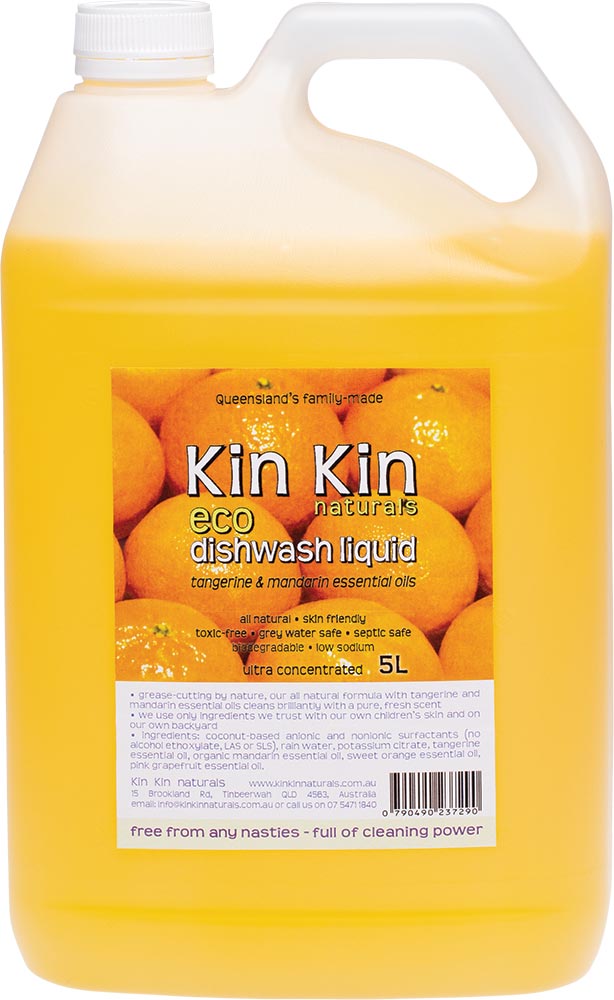 Queensland's family-made
Kin Kin
naturals
eco
dishwash liquid
tangerine & mandarin essential oils
all natural • skin friendly
toxic-free • grey water safe • septic safe
biodegradable • low sodium
ultra concentrated 5L
• grease-cutting by nature, our all natural formula with tangerine and
mandarin essential oils cleans brilliantly with a pure, fresh scent
• we use only ingredients we trust with our own children's skin and on
our own backyard
• ingredients: coconut-based anionic and nonionic surfactants (no
alcohol ethoxylate, LAS or SLS), rain water, potassium citrate, tangerine
essential oil, organic mandarin essential oil, sweet orange essential oil,
pink grapefruit essential oil.
Kin Kin naturals www.kinkinnaturals.com.au
15 Brookland Rd, Tinbeerwah QLD 4563, Australia
email: info@kinkinnaturals.com.au or call us on 07 5471 1840
0 790490 237290
free from any nasties - full of cleaning power